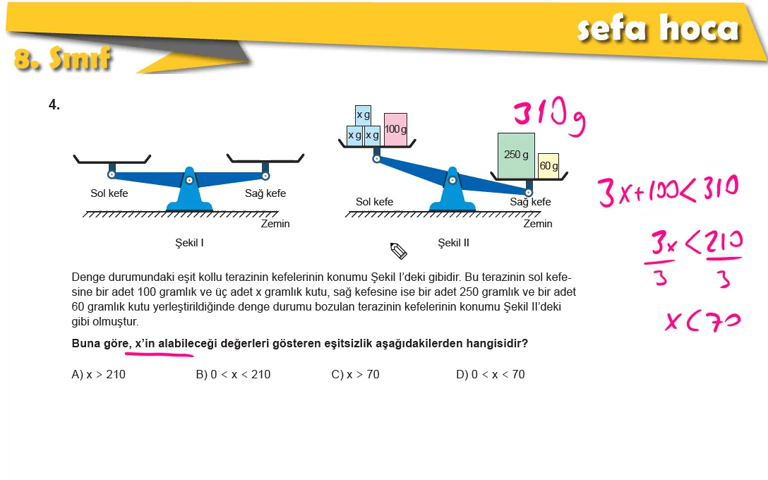 sefa hoca
8. Sınıf
4.
Sol kefe
Sağ kefe
Zemin
Şekil I
x g
x g x g
100 g
250 g
60 g
Sol kefe
Sağ kefe
Zemin
Şekil II
310g
3x+100<310
3x < 210
3 3
x<70
Denge durumundaki eşit kollu terazinin kefelerinin konumu Şekil I'deki gibidir. Bu terazinin sol kefe-
sine bir adet 100 gramlık ve üç adet x gramlık kutu, sağ kefesine ise bir adet 250 gramlık ve bir adet
60 gramlık kutu yerleştirildiğinde denge durumu bozulan terazinin kefelerinin konumu Şekil II'deki
gibi olmuştur.
Buna göre, x'in alabileceği değerleri gösteren eşitsizlik aşağıdakilerden hangisidir?
A) x > 210
B) 0 < x < 210
C) x > 70
D) 0 < x < 70